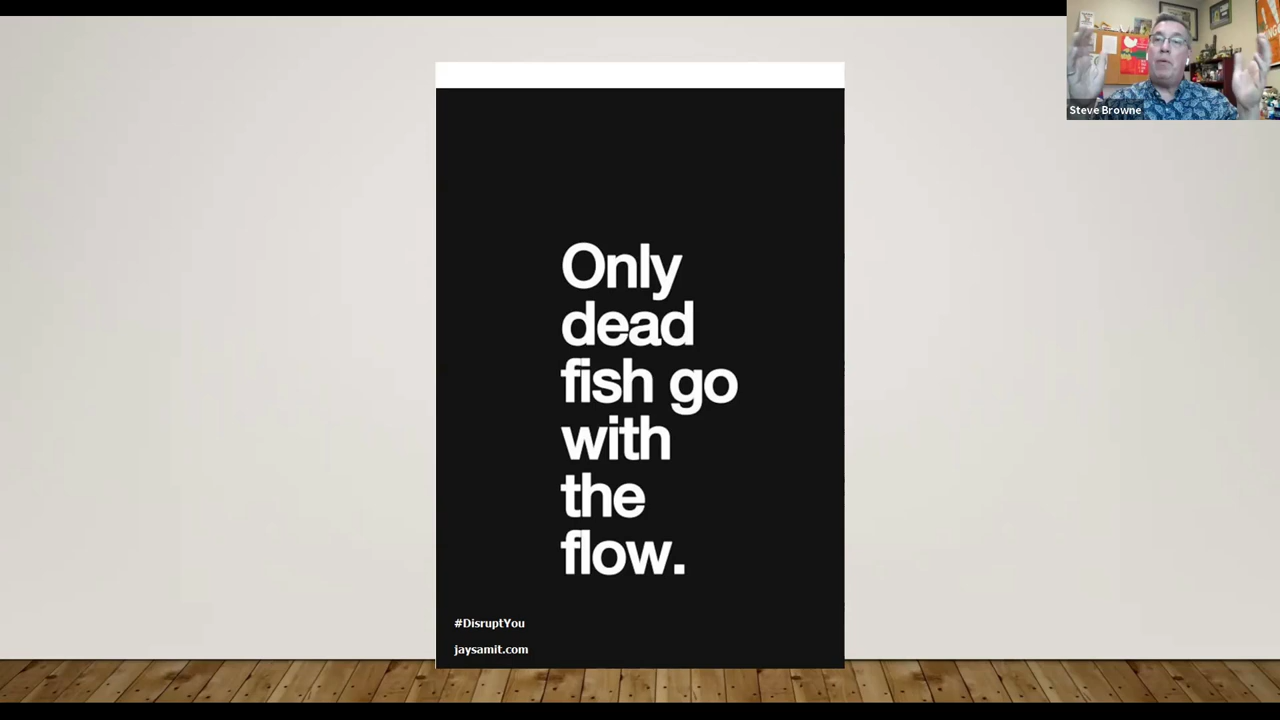 Steve Browne
Only
dead
fish go
with
the
flow.
#DisruptYou
jaysamit.com